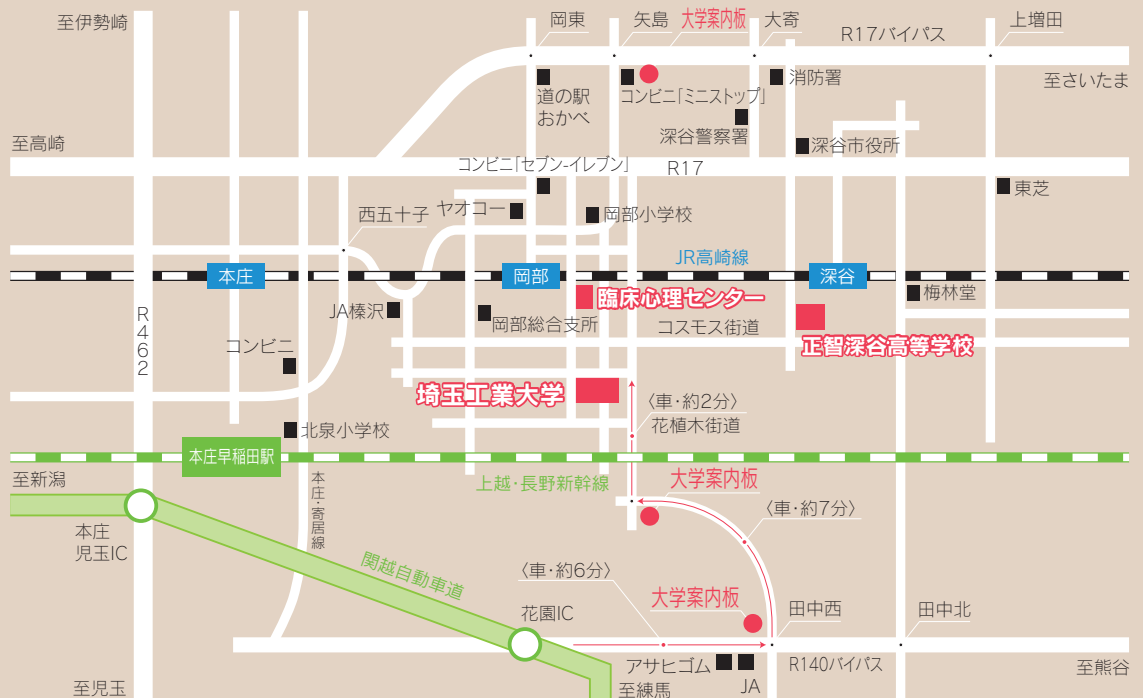 至伊勢崎
岡東
矢島
大学案内板
大寄
上増田
R17バイパス
道の駅
おかべ
コンビニ「ミニストップ」
消防署
至さいたま
深谷警察署
深谷市役所
至高崎
コンビニ「セブン-イレブン」
R17
東芝
西五十子
ヤオコー
岡部小学校
JR高崎線
本庄
岡部
深谷
臨床心理センター
梅林堂
R462
JA榛沢
岡部総合支所
コスモス街道
正智深谷高等学校
コンビニ
埼玉工業大学
〈車・約2分〉
花植木街道
北泉小学校
本庄早稲田駅
至新潟
本庄・寄居線
上越・長野新幹線
大学案内板
〈車・約7分〉
本庄
児玉IC
関越自動車道
〈車・約6分〉
大学案内板
花園IC
田中西
田中北
アサヒゴム
JA
R140バイパス
至熊谷
至児玉
至練馬